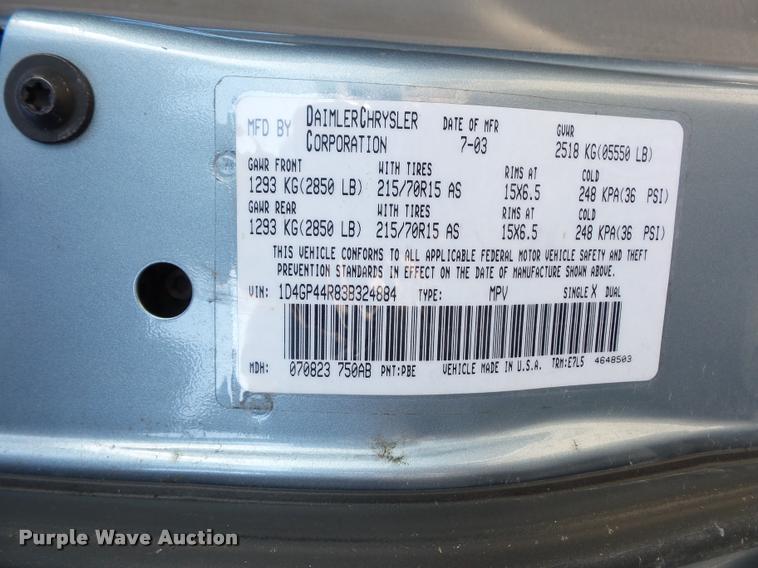 MFD BY DAIMLERCHRYSLER CORPORATION DATE OF MFR 7-03 GVWR 2518 KG(05550 LB)
GAWR FRONT WITH TIRES RIMS AT COLD
1293 KG(2850 LB) 215/70R15 AS 15X6.5 248 KPA(36 PSI)
GAWR REAR WITH TIRES RIMS AT COLD
1293 KG(2850 LB) 215/70R15 AS 15X6.5 248 KPA(36 PSI)
THIS VEHICLE CONFORMS TO ALL APPLICABLE FEDERAL MOTOR VEHICLE SAFETY AND THEFT
PREVENTION STANDARDS IN EFFECT ON THE DATE OF MANUFACTURE SHOWN ABOVE.
VIN: 1D4GP44R83B324884 TYPE: MPV SINGLE X DUAL
MDH: 070823 750AB PNT:PBE VEHICLE MADE IN U.S.A. TRM:E7L5 4648503
Purple Wave Auction